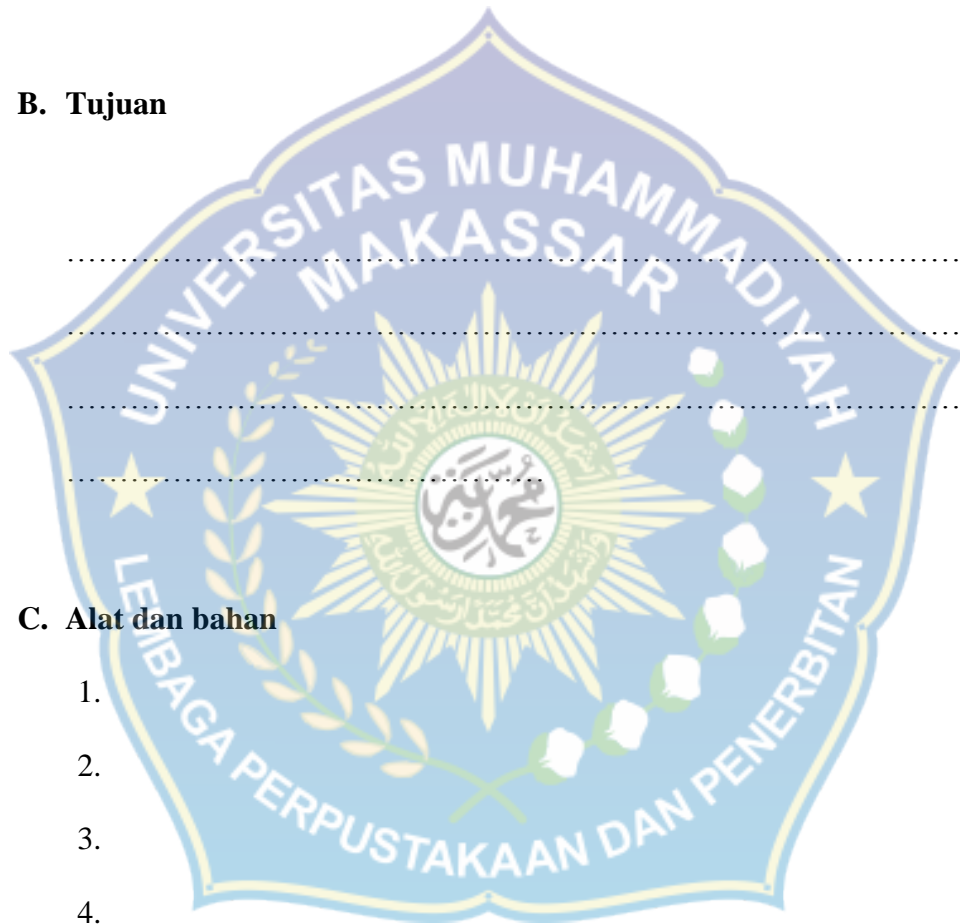 B. Tujuan
UNIVERSITAS MUHAMMADIYAH
MAKASSAR
……………………………………………………………………
……………………………………………………………………
……………………………………………………………………
……………………………………
C. Alat dan bahan
1.
2.
3.
4.
LEMBAGA PERPUSTAKAAN DAN PENERBITAN